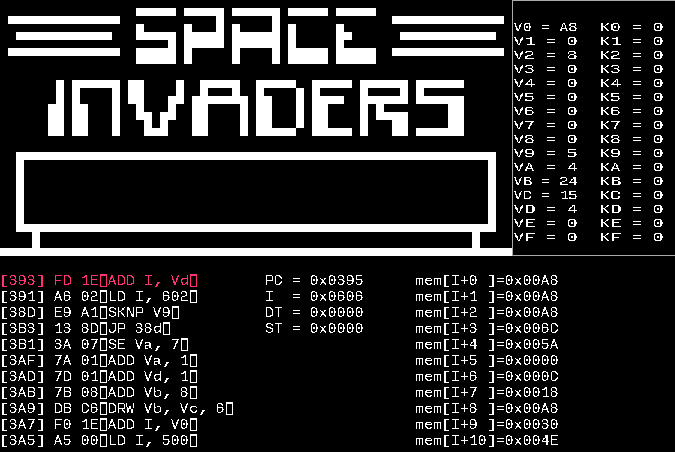 SPACE
INVADERS
V0 = A8 K0 = 0
V1 = 0 K1 = 0
V2 = 8 K2 = 0
V3 = 0 K3 = 0
V4 = 0 K4 = 0
V5 = 0 K5 = 0
V6 = 0 K6 = 0
V7 = 0 K7 = 0
V8 = 0 K8 = 0
V9 = 5 K9 = 0
VA = 4 KA = 0
VB = 24 KB = 0
VC = 15 KC = 0
VD = 4 KD = 0
VE = 0 KE = 0
VF = 0 KF = 0
[393] FD 1E▯ADD I, Vd▯ PC = 0x0395 mem[I+0 ]=0x00A8
[391] A6 02▯LD I, 602▯ I = 0x0606 mem[I+1 ]=0x00A8
[38D] E9 A1▯SKNP V9▯ DT = 0x0000 mem[I+2 ]=0x00A8
[3B3] 13 8D▯JP 38d▯ ST = 0x0000 mem[I+3 ]=0x006C
[3B1] 3A 07▯SE Va, 7▯ mem[I+4 ]=0x005A
[3AF] 7A 01▯ADD Va, 1▯ mem[I+5 ]=0x0000
[3AD] 7D 01▯ADD Vd, 1▯ mem[I+6 ]=0x000C
[3AB] 7B 08▯ADD Vb, 8▯ mem[I+7 ]=0x0018
[3A9] DB C6▯DRW Vb, Vc, 6▯ mem[I+8 ]=0x00A8
[3A7] F0 1E▯ADD I, V0▯ mem[I+9 ]=0x0030
[3A5] A5 00▯LD I, 500▯ mem[I+10]=0x004E